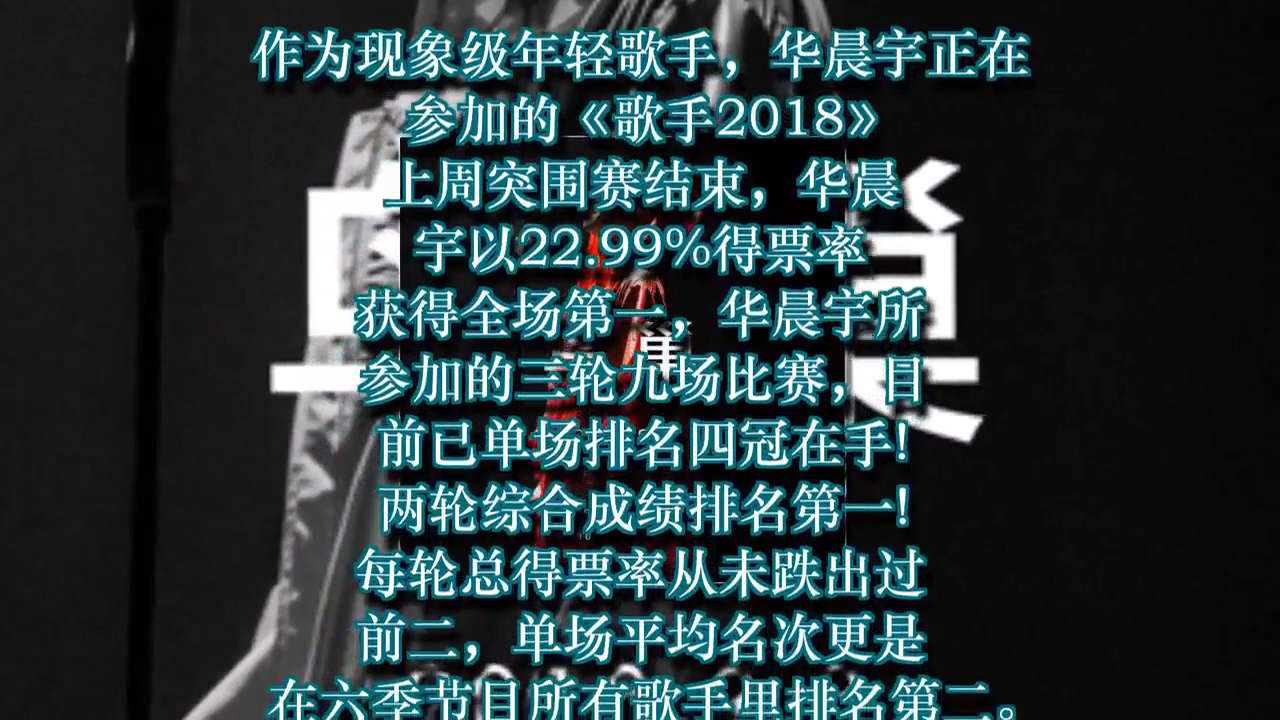 作为现象级年轻歌手，华晨宇正在
参加的《歌手2018》
上周突围赛结束，华晨
宇以22.99%得票率
获得全场第一，华晨宇所
参加的三轮九场比赛，目
前已单场排名四冠在手!
两轮综合成绩排名第一!
每轮总得票率从未跌出过
前二，单场平均名次更是
在六季节目所有歌手里排名第二。